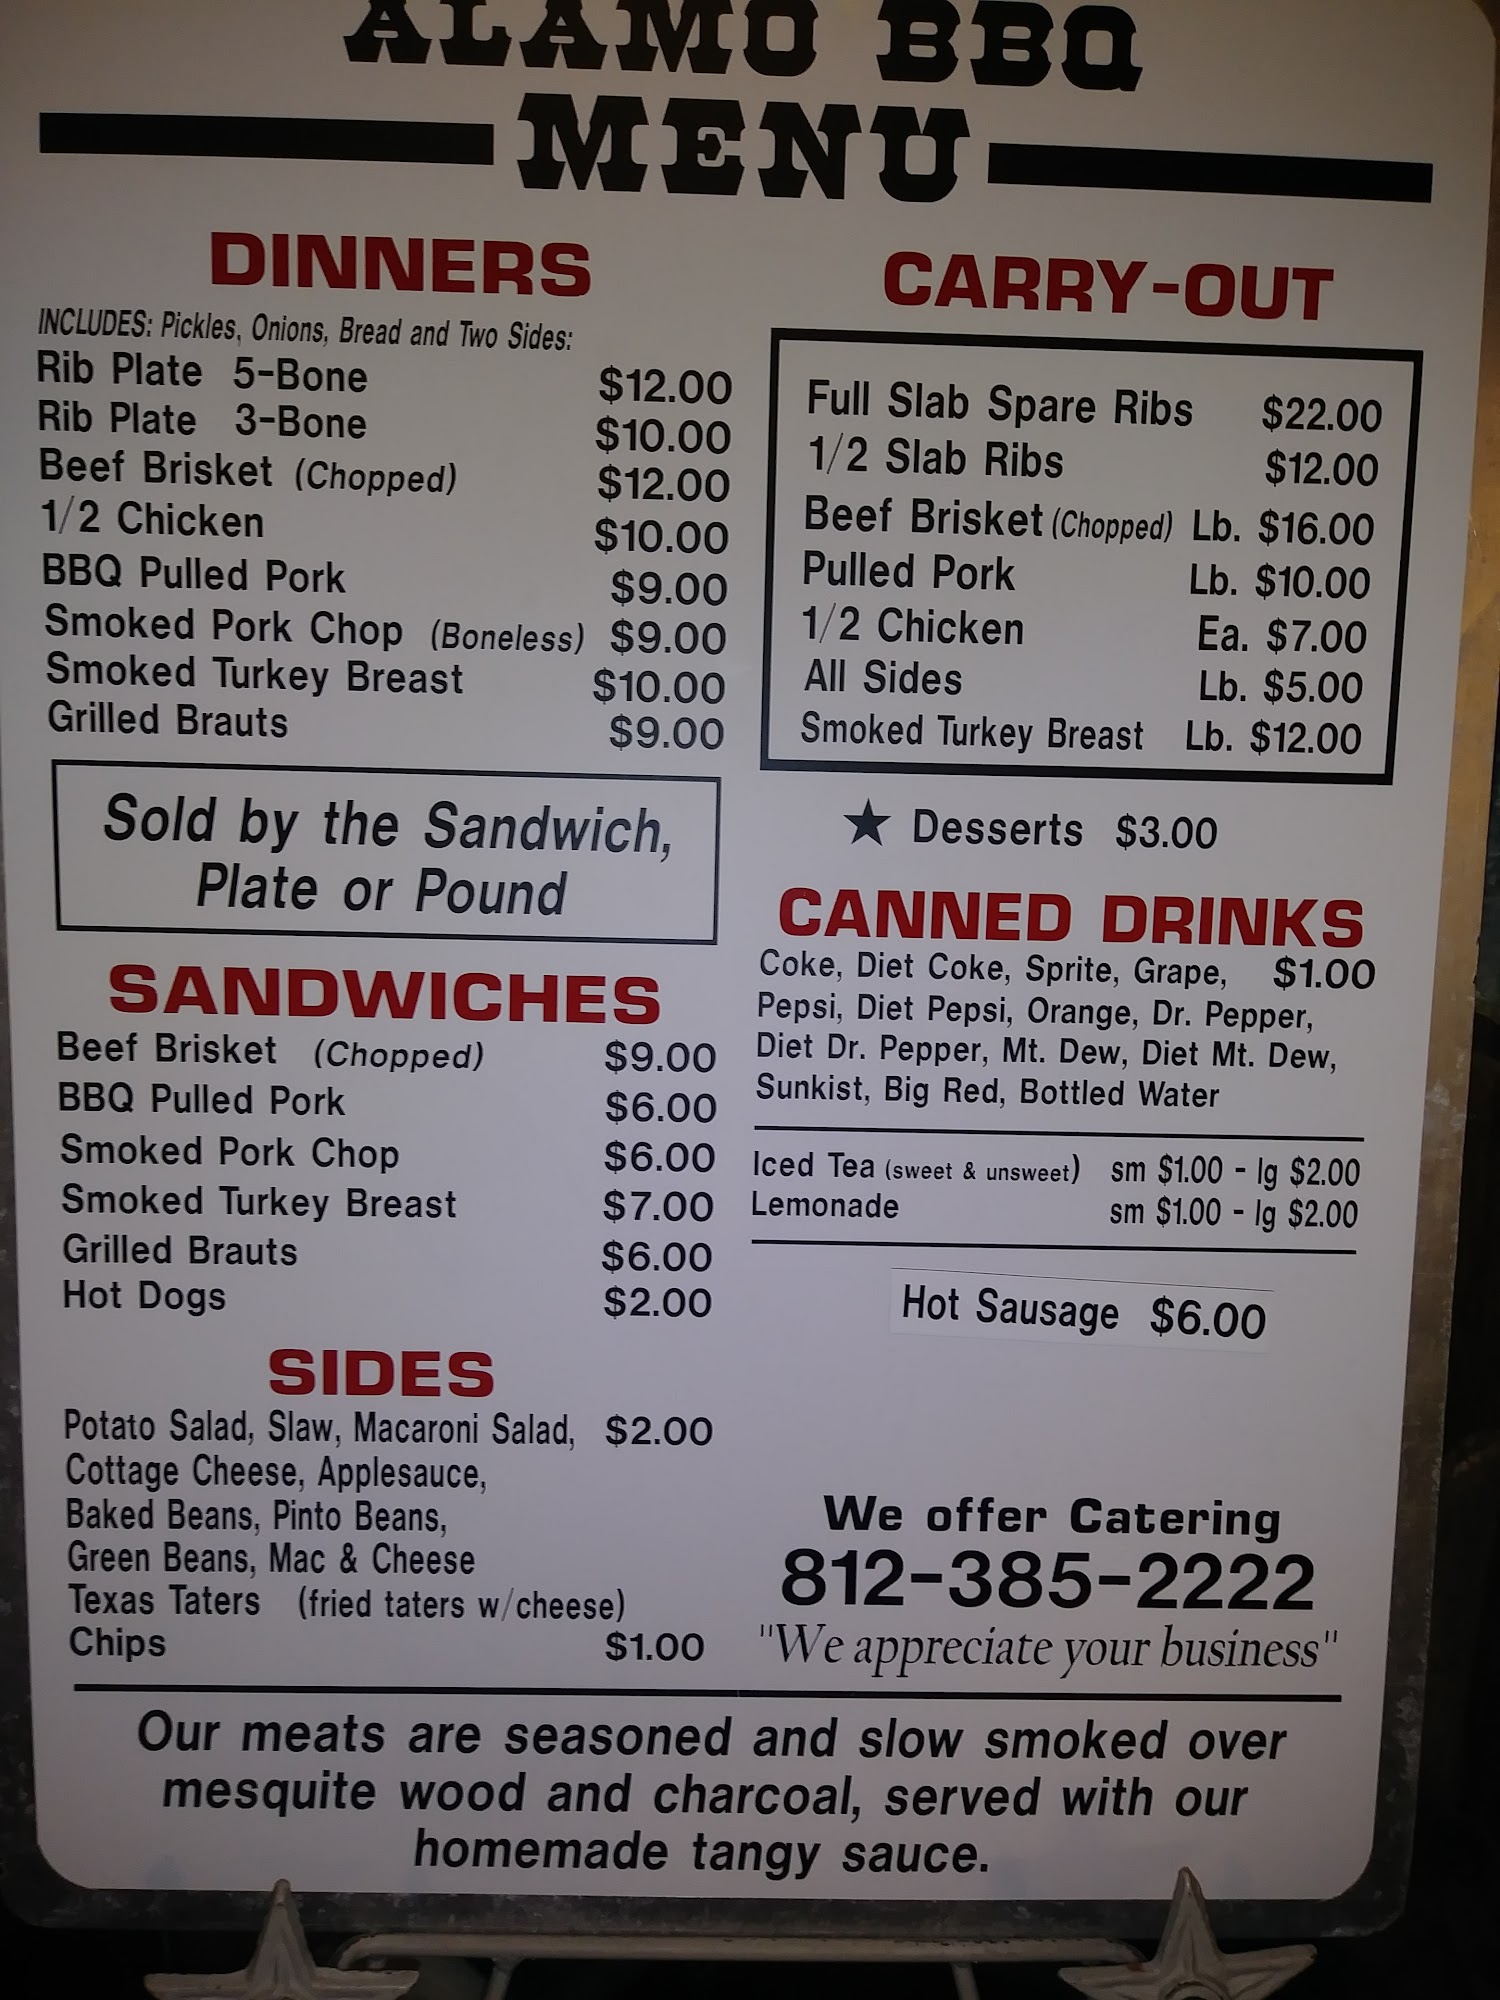 ALAMO BBQ
MENU
DINNERS
INCLUDES: Pickles, Onions, Bread and Two Sides:
Rib Plate 5-Bone $12.00
Rib Plate 3-Bone $10.00
Beef Brisket (Chopped) $12.00
1/2 Chicken $10.00
BBQ Pulled Pork $9.00
Smoked Pork Chop (Boneless) $9.00
Smoked Turkey Breast $10.00
Grilled Brauts $9.00
Sold by the Sandwich,
Plate or Pound
SANDWICHES
Beef Brisket (Chopped) $9.00
BBQ Pulled Pork $6.00
Smoked Pork Chop $6.00
Smoked Turkey Breast $7.00
Grilled Brauts $6.00
Hot Dogs $2.00
SIDES
Potato Salad, Slaw, Macaroni Salad, $2.00
Cottage Cheese, Applesauce,
Baked Beans, Pinto Beans,
Green Beans, Mac & Cheese
Texas Taters (fried taters w/cheese)
Chips $1.00
CARRY-OUT
Full Slab Spare Ribs $22.00
1/2 Slab Ribs $12.00
Beef Brisket (Chopped) Lb. $16.00
Pulled Pork Lb. $10.00
1/2 Chicken Ea. $7.00
All Sides Lb. $5.00
Smoked Turkey Breast Lb. $12.00
★ Desserts $3.00
CANNED DRINKS
Coke, Diet Coke, Sprite, Grape, $1.00
Pepsi, Diet Pepsi, Orange, Dr. Pepper,
Diet Dr. Pepper, Mt. Dew, Diet Mt. Dew,
Sunkist, Big Red, Bottled Water
Iced Tea (sweet & unsweet) sm $1.00 - lg $2.00
Lemonade sm $1.00 - lg $2.00
Hot Sausage $6.00
We offer Catering
812-385-2222
"We appreciate your business"
Our meats are seasoned and slow smoked over
mesquite wood and charcoal, served with our
homemade tangy sauce.